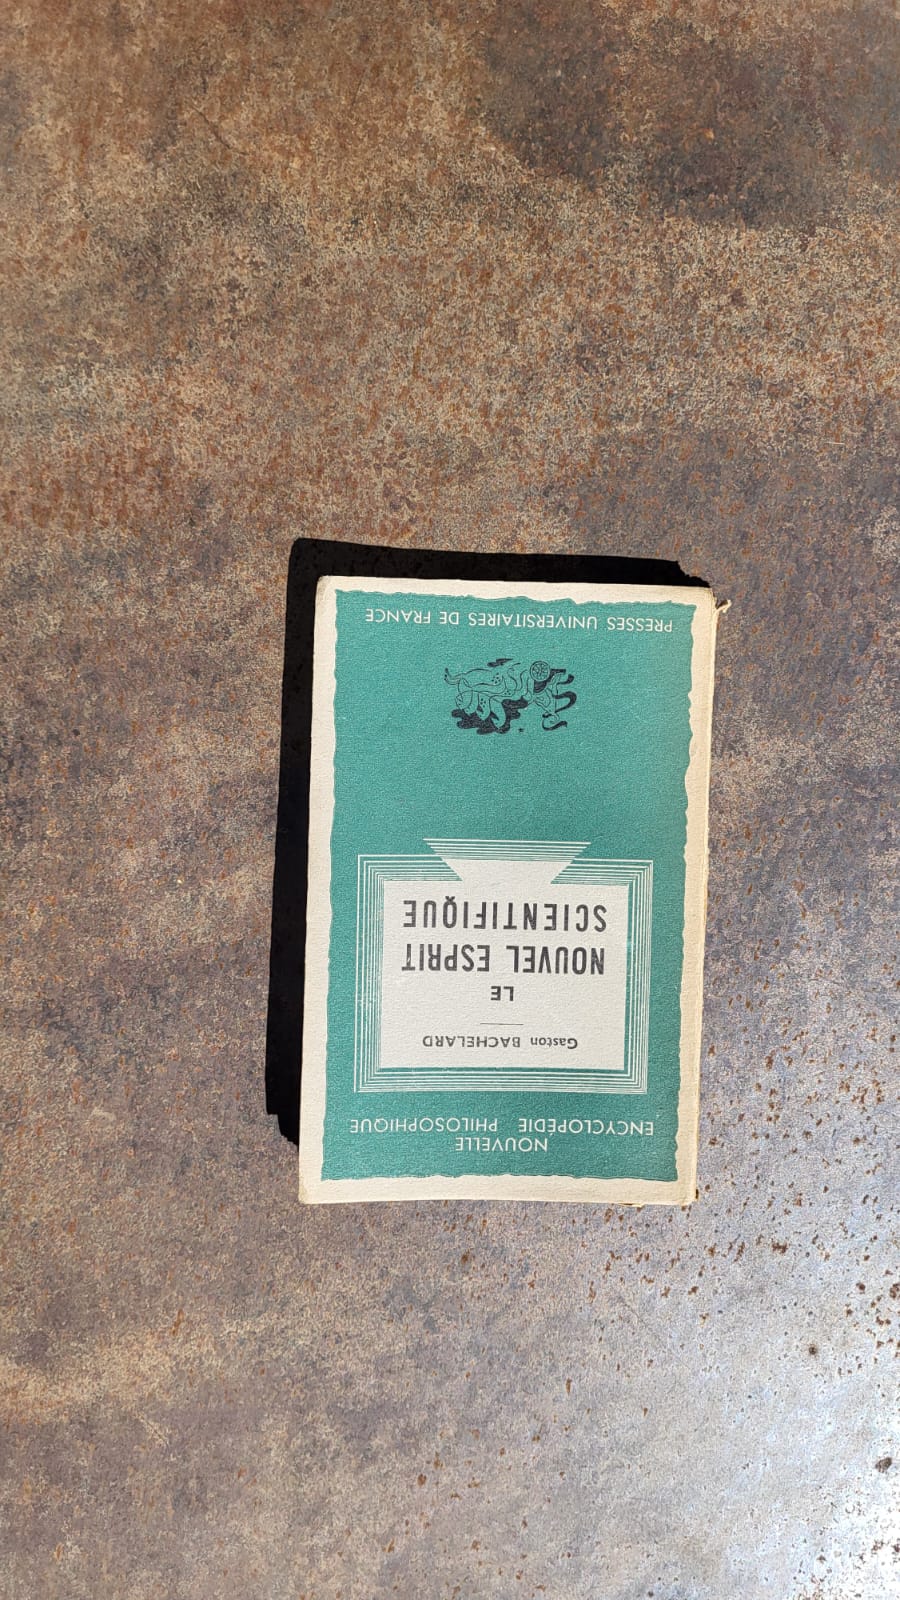 NOUVELLE
ENCYCLOPÉDIE PHILOSOPHIQUE
Gaston BACHELARD
LE
NOUVEL ESPRIT
SCIENTIFIQUE
PRESSES UNIVERSITAIRES DE FRANCE